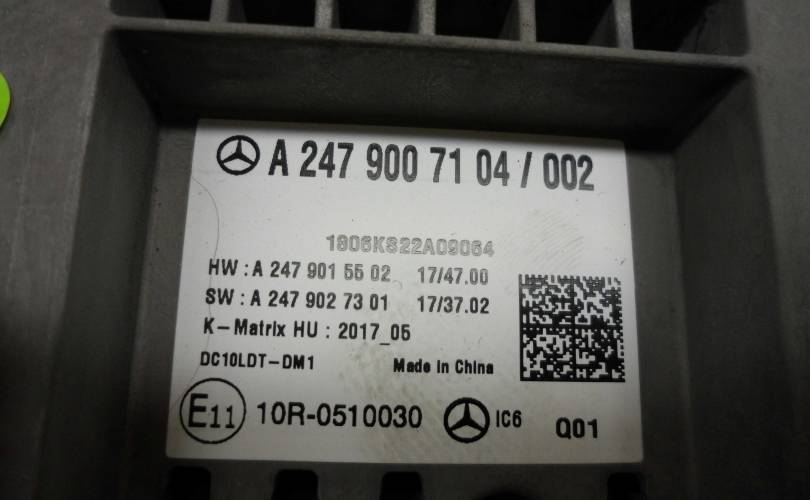 A 247 900 71 04 / 002
1806K822A09064
HW : A 247 901 55 02 17/47.00
SW : A 247 902 73 01 17/37.02
K-Matrix HU : 2017_05
DC10LDT-DM1 Made in China
E11 10R-0510030 IC6 Q01